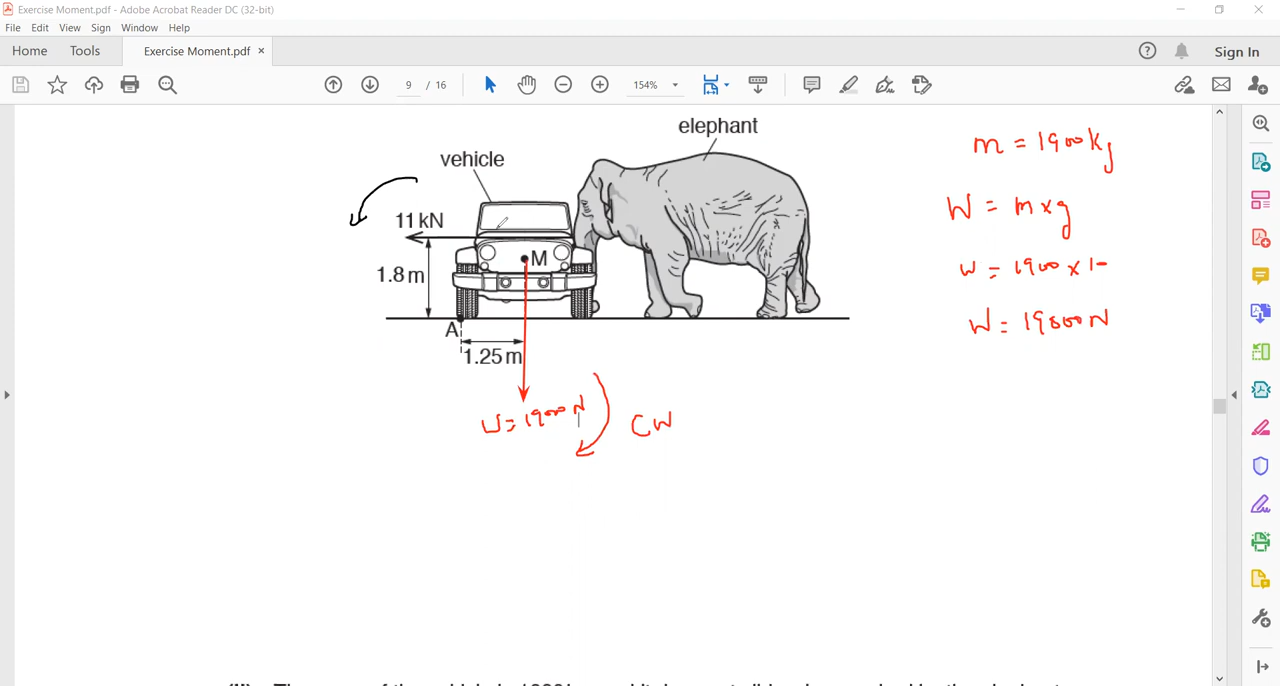 Exercise Moment.pdf - Adobe Acrobat Reader DC (32-bit)
File Edit View Sign Window Help
Home Tools Exercise Moment.pdf × Sign In
9 / 16 154%
elephant
vehicle
11 kN
1.8 m
M
A
1.25 m
W = 1900 N
CW
m = 1900 kg
W = m x g
W = 1900 x 10
W = 19000 N